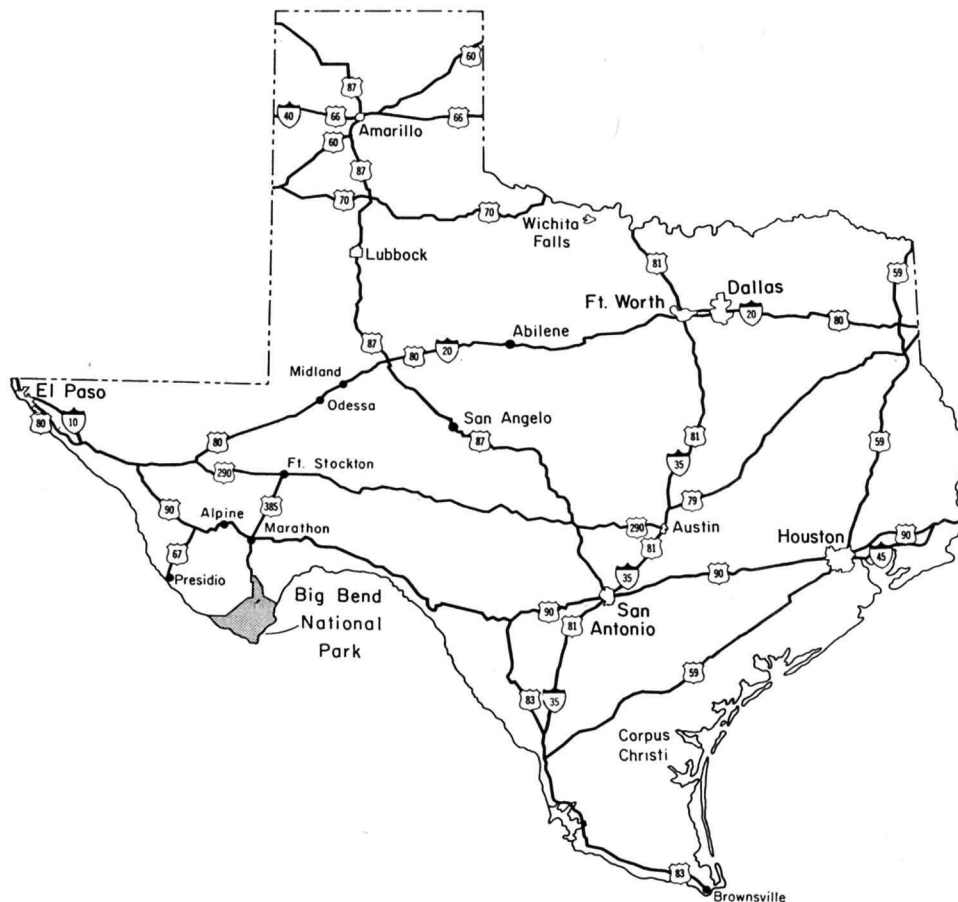 60
87
40
66
66
Amarillo
60
87
70
70
Wichita
Falls
Lubbock
81
59
Dallas
Ft. Worth
20
80
87
80
20
Abilene
Midland
Odessa
El Paso
80
10
San Angelo
87
80
81
59
290
Ft. Stockton
35
90
385
79
Alpine
Marathon
290
Austin
67
81
Houston
90
45
Presidio
35
90
Big Bend
National
Park
90
San
Antonio
81
59
83
35
Corpus
Christi
83
Brownsville